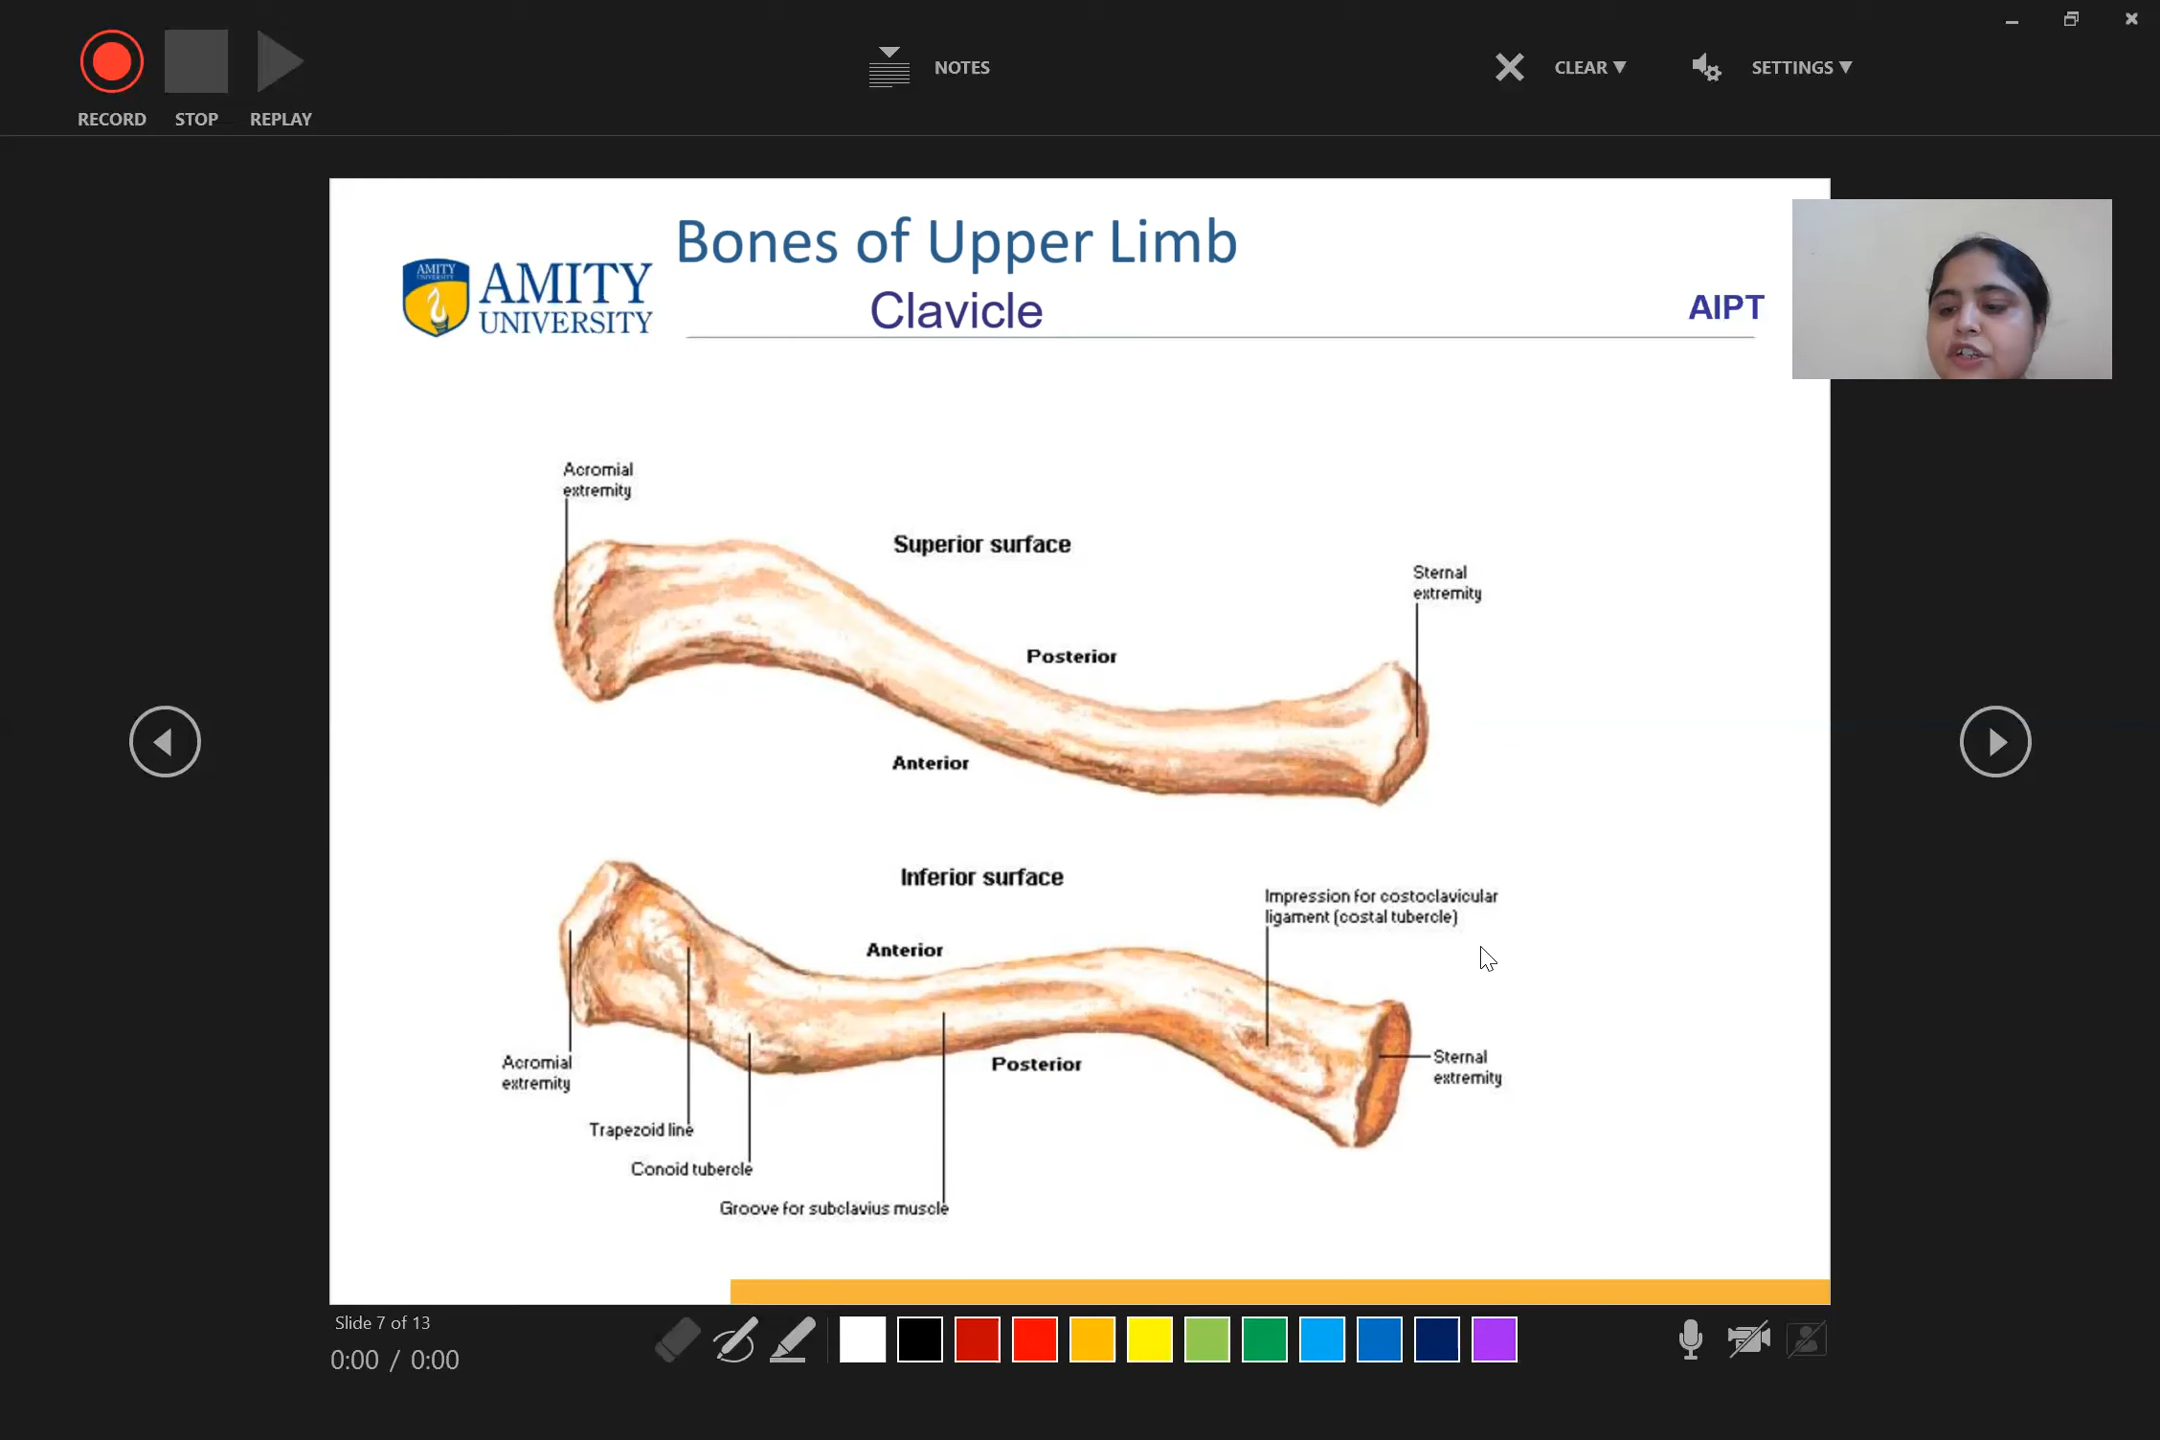 RECORD
STOP
REPLAY
NOTES
CLEAR ▼
SETTINGS ▼
AMITY
UNIVERSITY
AMITY
UNIVERSITY
Bones of Upper Limb
Clavicle
AIPT
Acromial
extremity
Superior surface
Sternal
extremity
Posterior
Anterior
Inferior surface
Impression for costoclavicular
ligament (costal tubercle)
Anterior
Posterior
Acromial
extremity
Sternal
extremity
Trapezoid line
Conoid tubercle
Groove for subclavius muscle
Slide 7 of 13
0:00 / 0:00